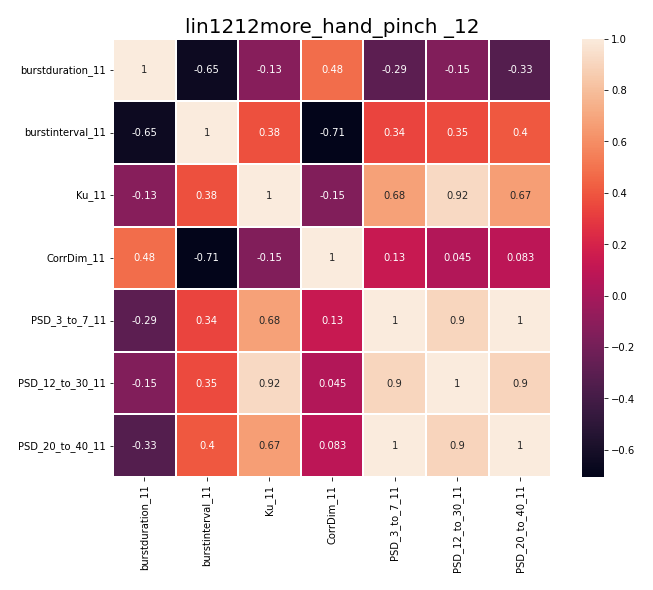 lin1212more_hand_pinch _12
burstduration_11 1 -0.65 -0.13 0.48 -0.29 -0.15 -0.33
burstinterval_11 -0.65 1 0.38 -0.71 0.34 0.35 0.4
Ku_11 -0.13 0.38 1 -0.15 0.68 0.92 0.67
CorrDim_11 0.48 -0.71 -0.15 1 0.13 0.045 0.083
PSD_3_to_7_11 -0.29 0.34 0.68 0.13 1 0.9 1
PSD_12_to_30_11 -0.15 0.35 0.92 0.045 0.9 1 0.9
PSD_20_to_40_11 -0.33 0.4 0.67 0.083 1 0.9 1
burstduration_11
burstinterval_11
Ku_11
CorrDim_11
PSD_3_to_7_11
PSD_12_to_30_11
PSD_20_to_40_11
1.0
0.8
0.6
0.4
0.2
0.0
−0.2
−0.4
−0.6